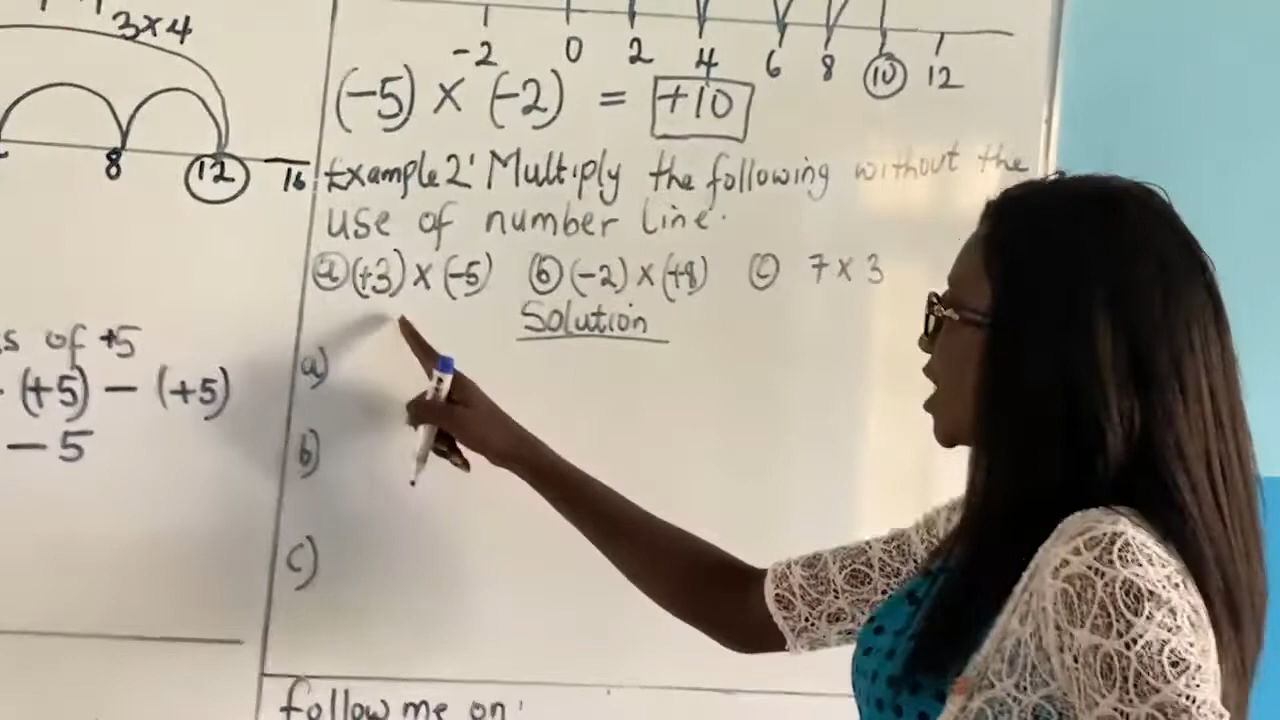 3x4
8 12 16
s of +5
(+5) - (+5)
- 5
-2 0 2 4 6 8 10 12
(-5) x (-2) = +10
Example 2: Multiply the following without the
use of number line.
a (+3) x (-5) b (-2) x (+8) c 7 x 3
Solution
a)
b)
c)
follow me on: